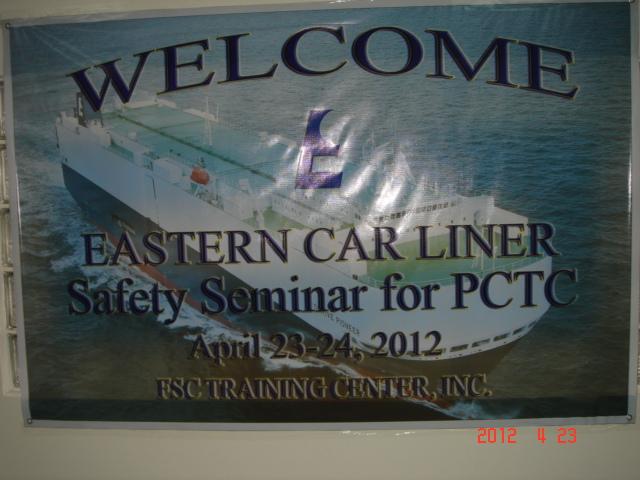 WELCOME
E
EASTERN CAR LINER
Safety Seminar for PCTC
PIONEER
April 23-24, 2012
FSC TRAINING CENTER, INC.
2012 4 23